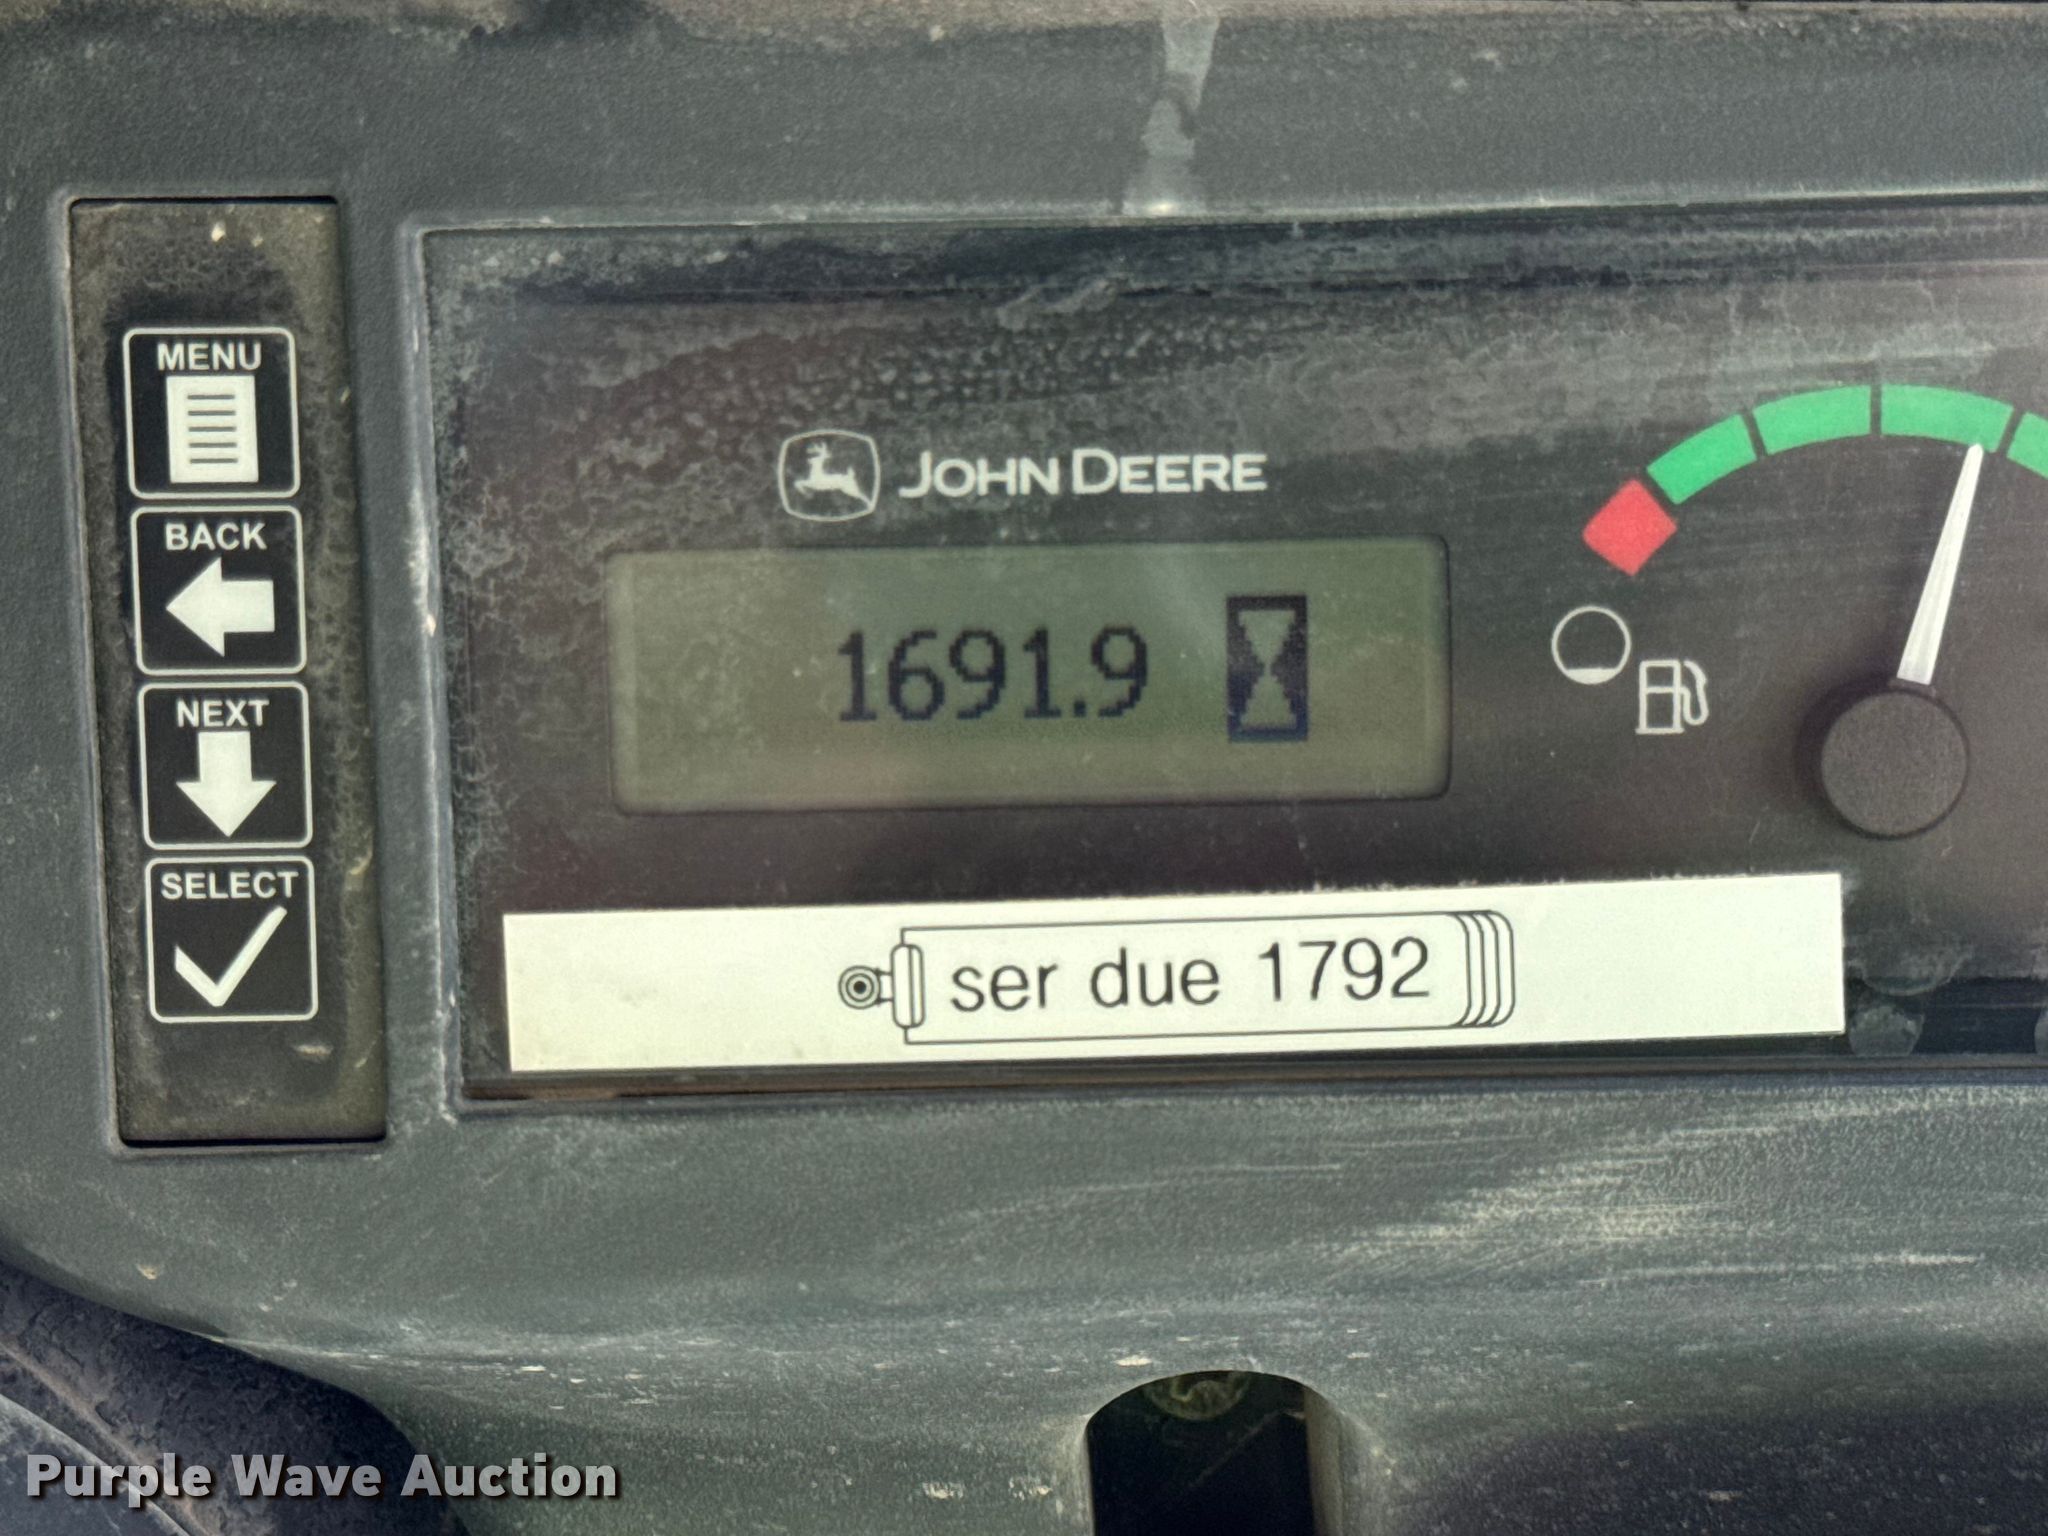 MENU
BACK
NEXT
SELECT
JOHN DEERE
1691.9
ser due 1792
Purple Wave Auction